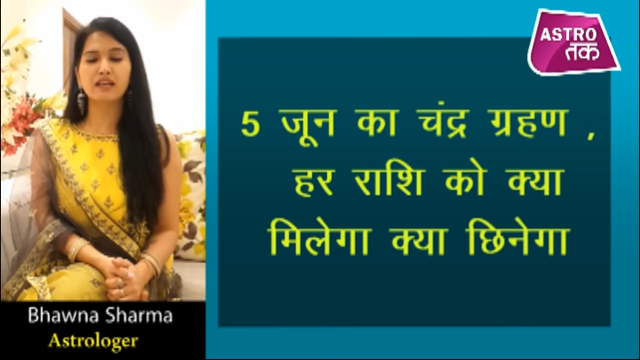 ASTRO
तक
5 जून का चंद्र ग्रहण ,
हर राशि को क्या
मिलेगा क्या छिनेगा
Bhawna Sharma
Astrologer